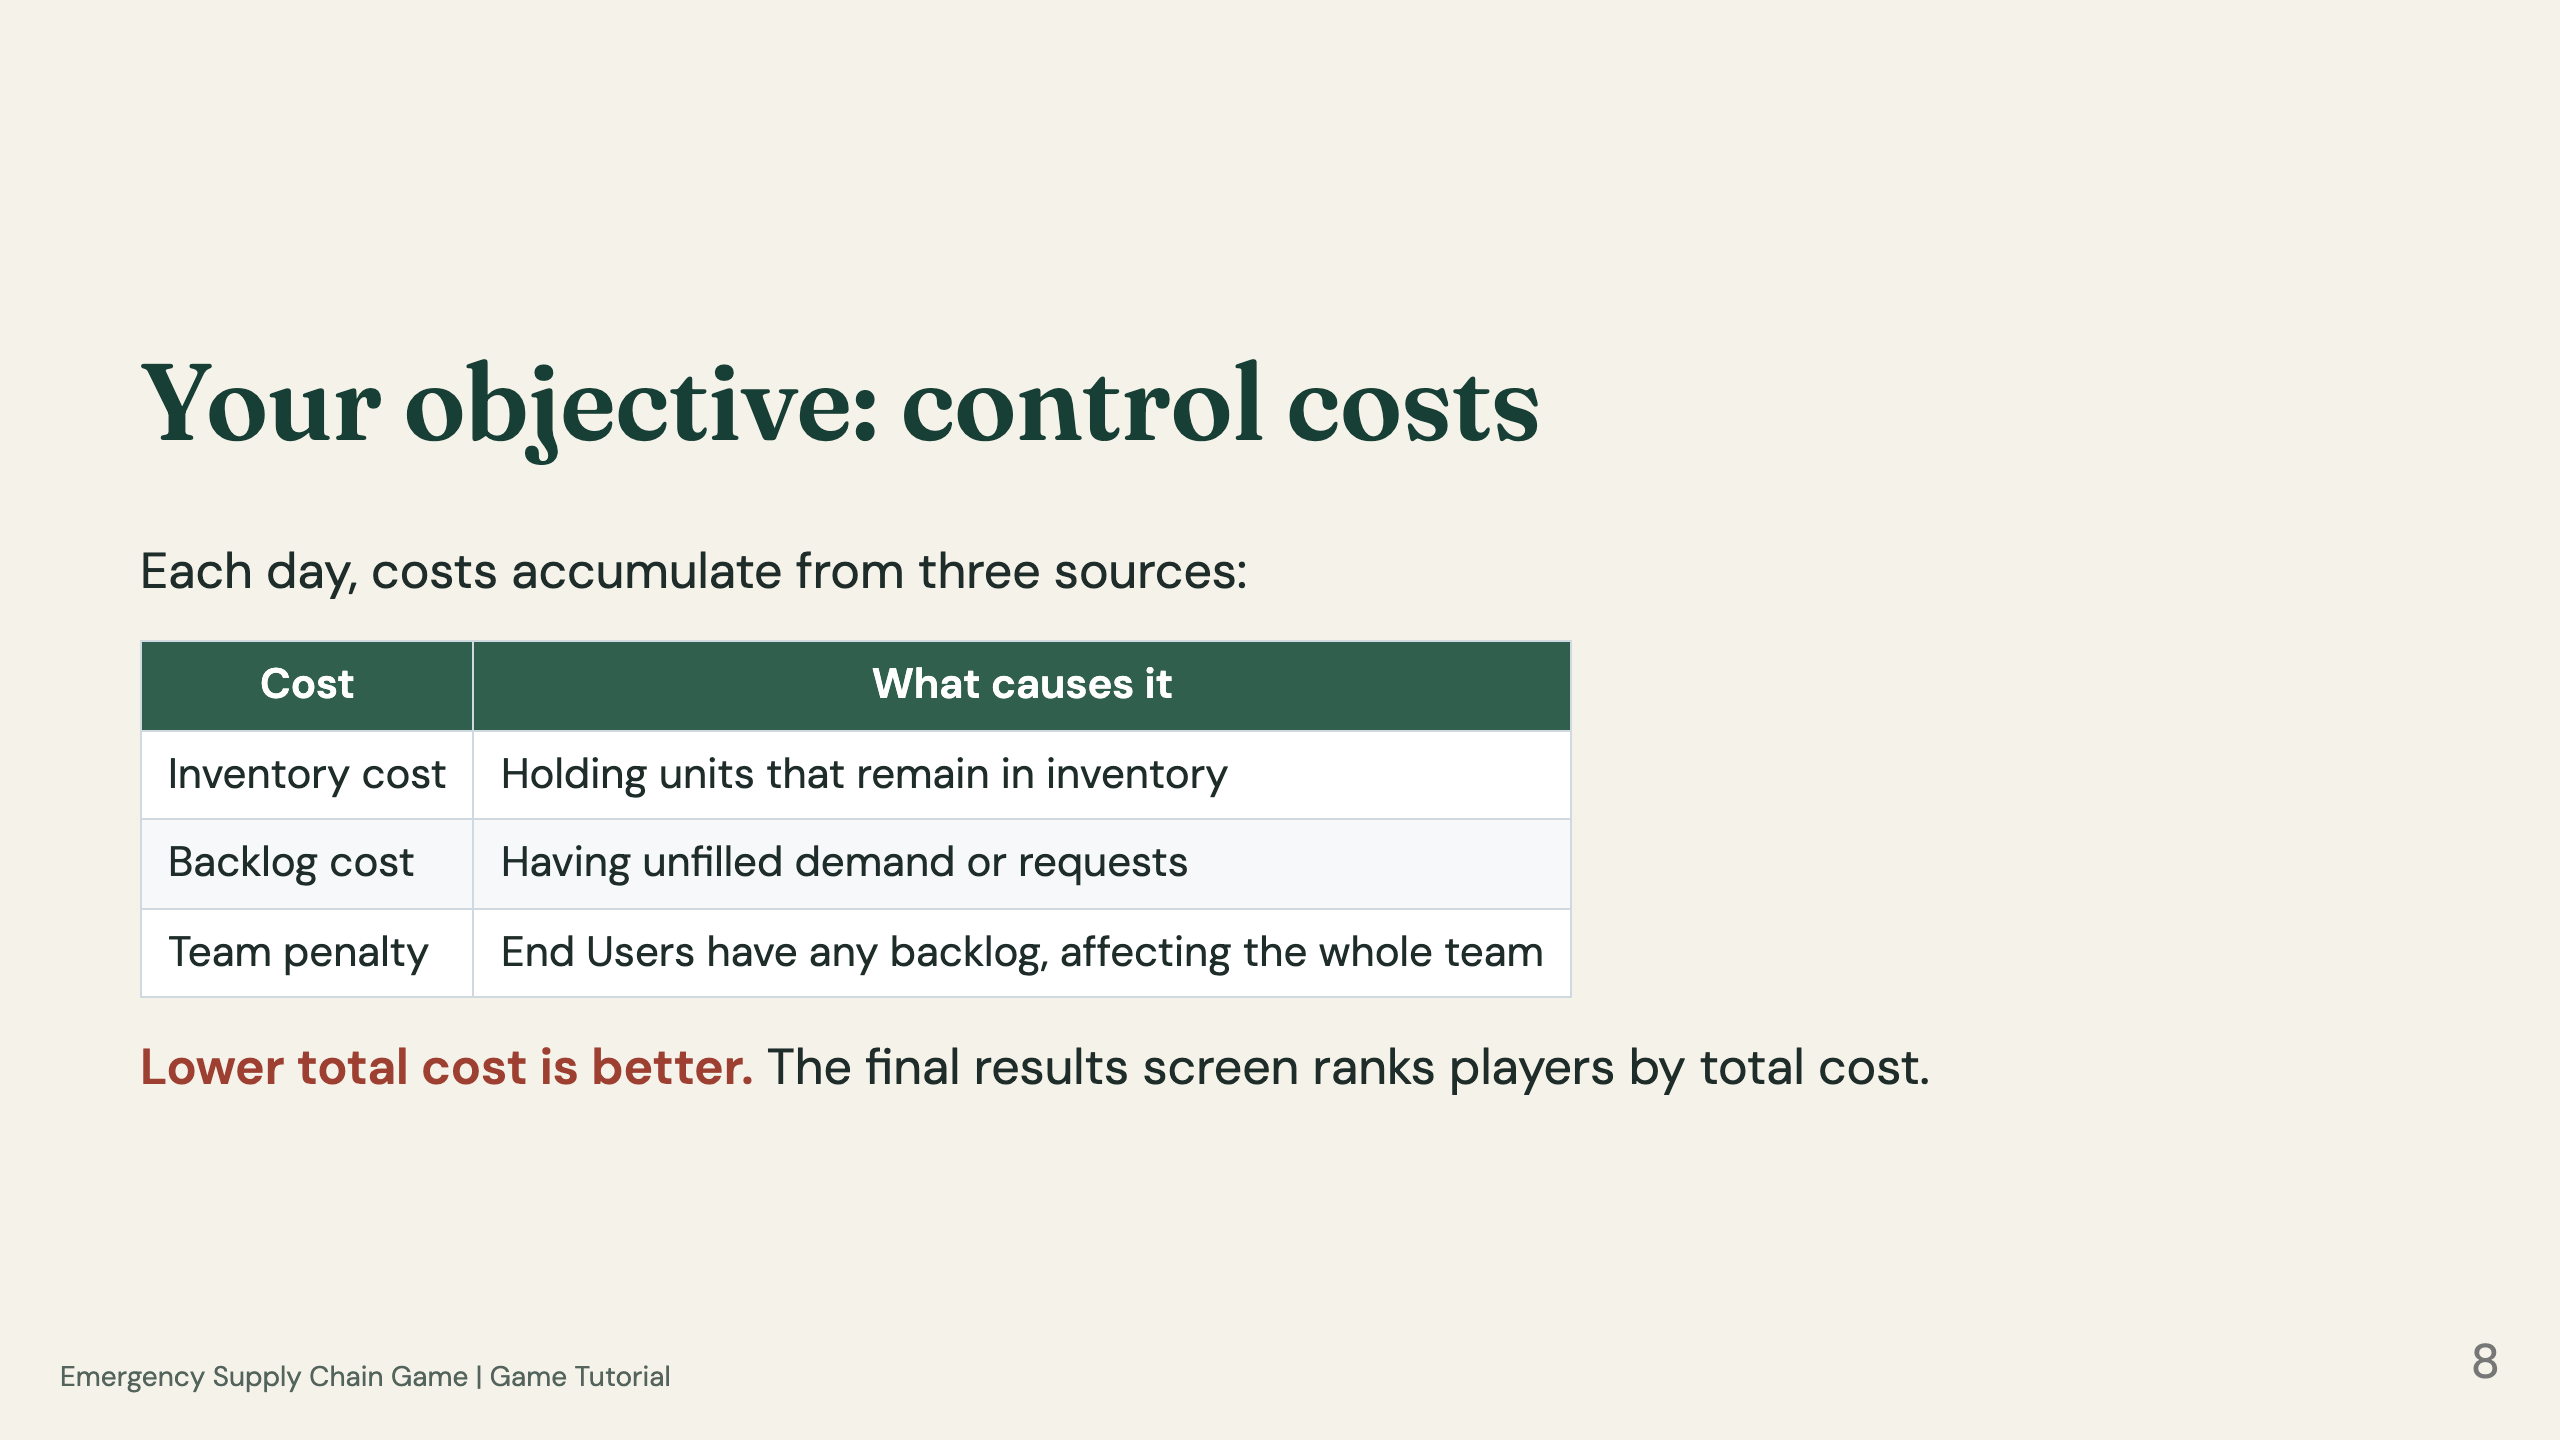 Your objective: control costs
Each day, costs accumulate from three sources:
Cost What causes it
Inventory cost Holding units that remain in inventory
Backlog cost Having unfilled demand or requests
Team penalty End Users have any backlog, affecting the whole team
Lower total cost is better. The final results screen ranks players by total cost.
Emergency Supply Chain Game | Game Tutorial
8